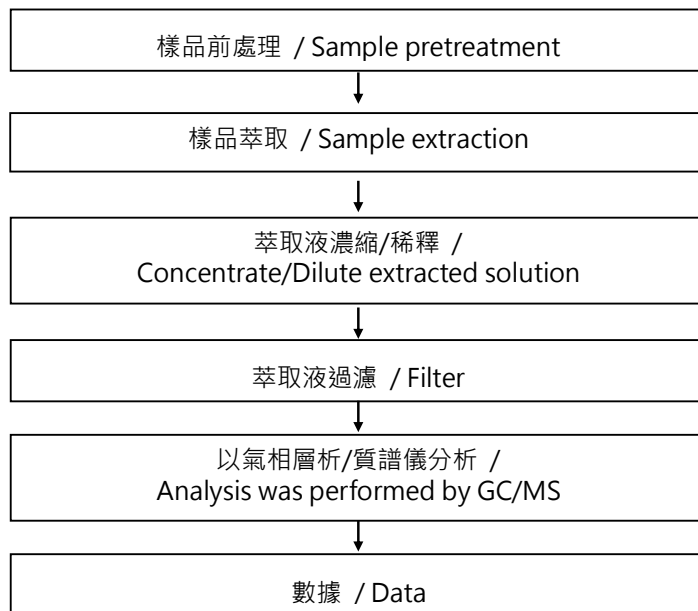 樣品前處理 / Sample pretreatment
樣品萃取 / Sample extraction
萃取液濃縮/稀釋 /
Concentrate/Dilute extracted solution
萃取液過濾 / Filter
以氣相層析/質譜儀分析 /
Analysis was performed by GC/MS
數據 / Data